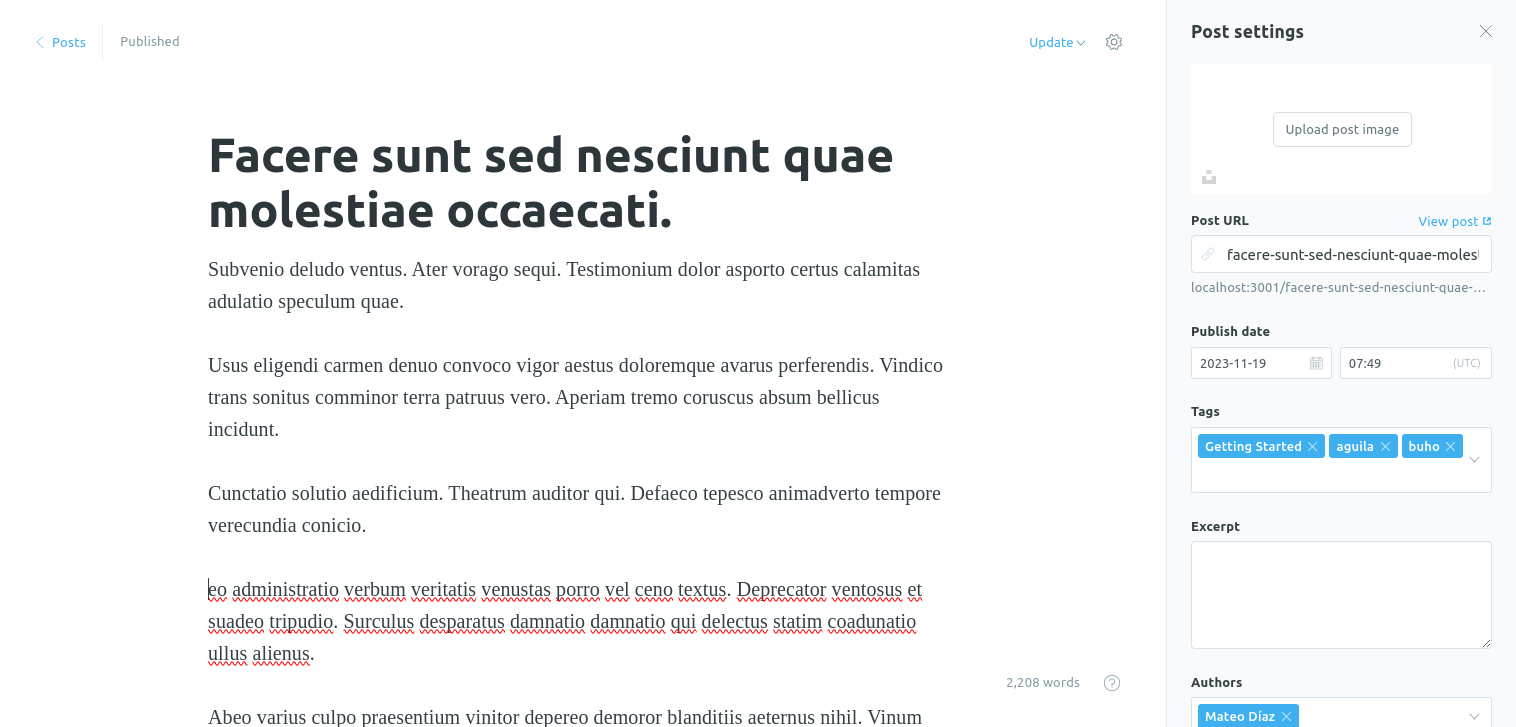 Posts
Published
Update
Post settings
Upload post image
Facere sunt sed nesciunt quae
molestiae occaecati.
Subvenio deludo ventus. Ater vorago sequi. Testimonium dolor asporto certus calamitas
adulatio speculum quae.
Usus eligendi carmen denuo convoco vigor aestus doloremque avarus perferendis. Vindico
trans sonitus comminor terra patruus vero. Aperiam tremo coruscus absum bellicus
incidunt.
Cunctatio solutio aedificium. Theatrum auditor qui. Defaeco tepesco animadverto tempore
verecundia conicio.
eo administratio verbum veritatis venustas porro vel ceno textus. Deprecator ventosus et
suadeo tripudio. Surculus desparatus damnatio damnatio qui delectus statim coadunatio
ullus alienus.
Abeo varius culpo praesentium vinitor depereo demoror blanditiis aeternus nihil. Vinum
2,208 words
Post URL
View post
facere-sunt-sed-nesciunt-quae-molest
localhost:3001/facere-sunt-sed-nesciunt-quae-...
Publish date
2023-11-19
07:49
(UTC)
Tags
Getting Started
aguila
buho
Excerpt
Authors
Mateo Díaz